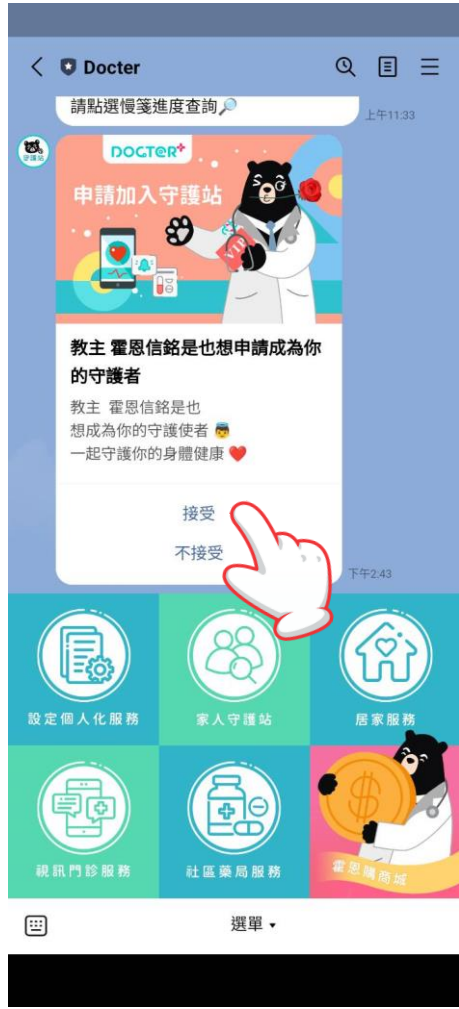 Docter
請點選慢箋進度查詢🔎
上午11:33
守護站
DOCTER+
申請加入守護站
VIP
教主 霍恩信銘是也想申請成為你
的守護者
教主 霍恩信銘是也
想成為你的守護使者 👼
一起守護你的身體健康 ❤️
接受
不接受
下午2:43
設定個人化服務
家人守護站
居家服務
視訊門診服務
社區藥局服務
霍恩購商城
選單 ▾